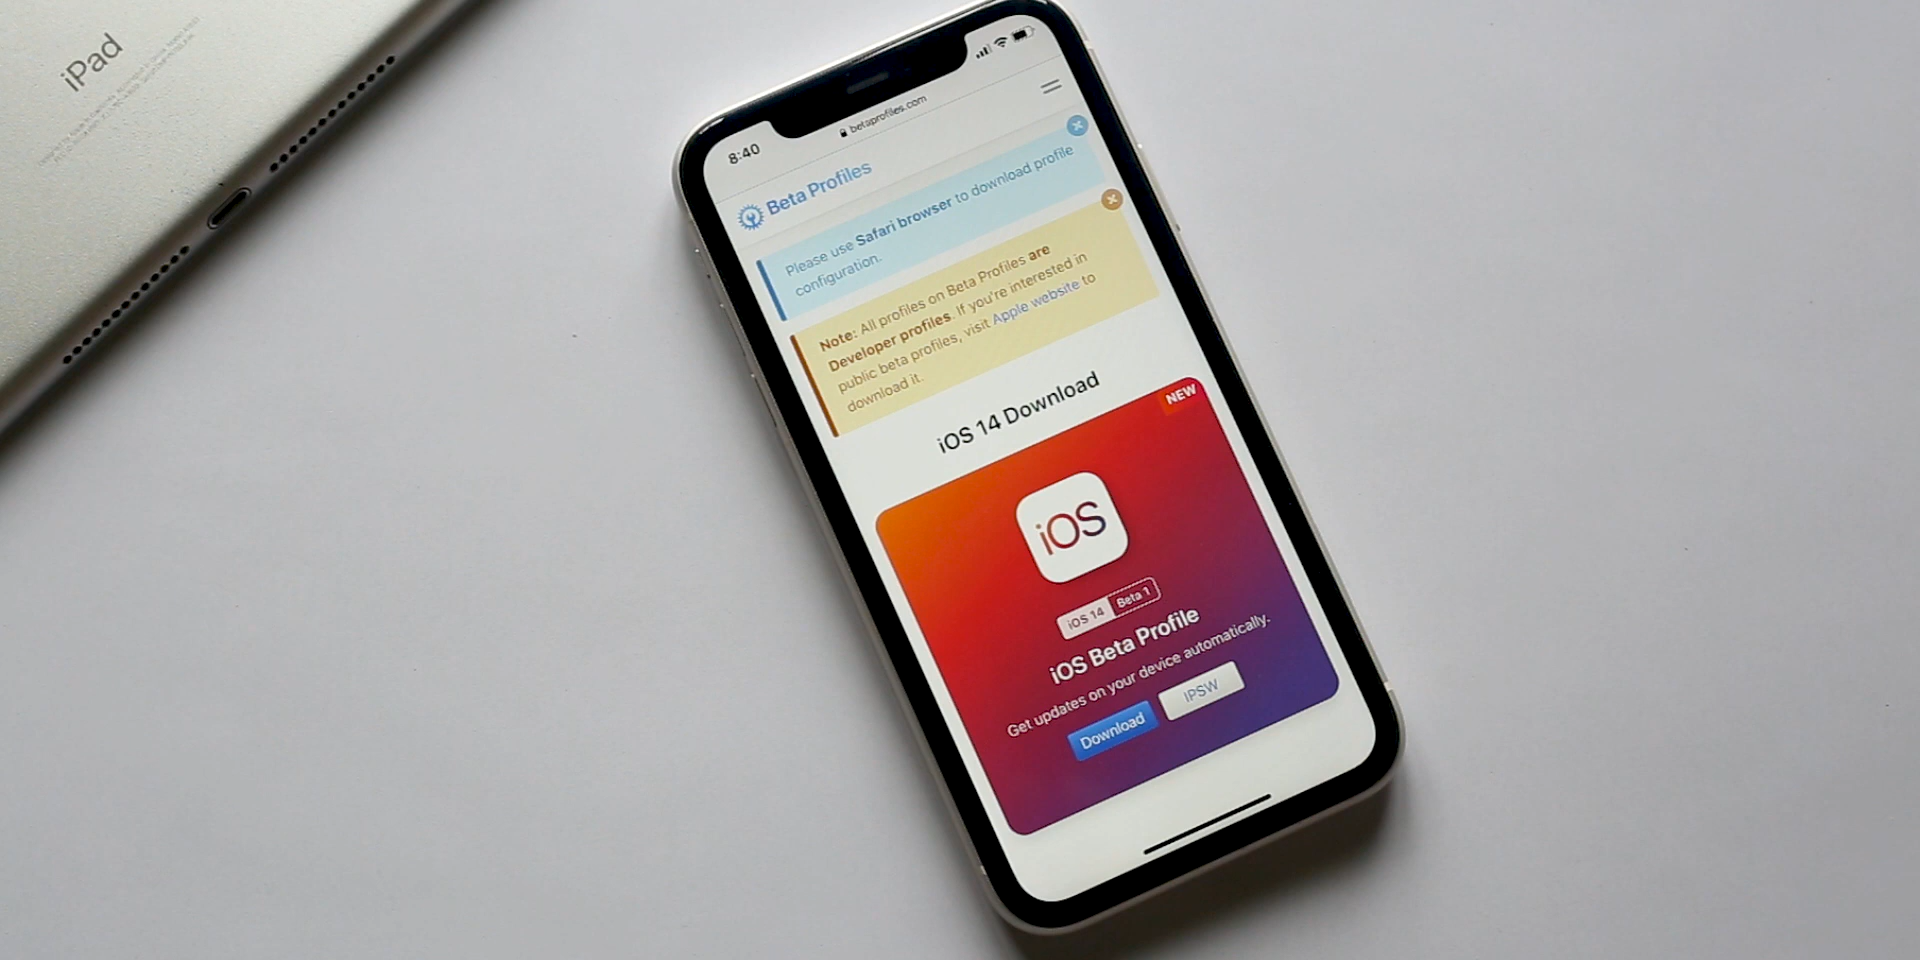 iPad
8:40
betaprofiles.com
Beta Profiles
Please use Safari browser to download profile
configuration.
Note: All profiles on Beta Profiles are
Developer profiles. If you're interested in
public beta profiles, visit Apple website to
download it.
iOS 14 Download
NEW
iOS
iOS 14 Beta 1
iOS Beta Profile
Get updates on your device automatically.
Download IPSW